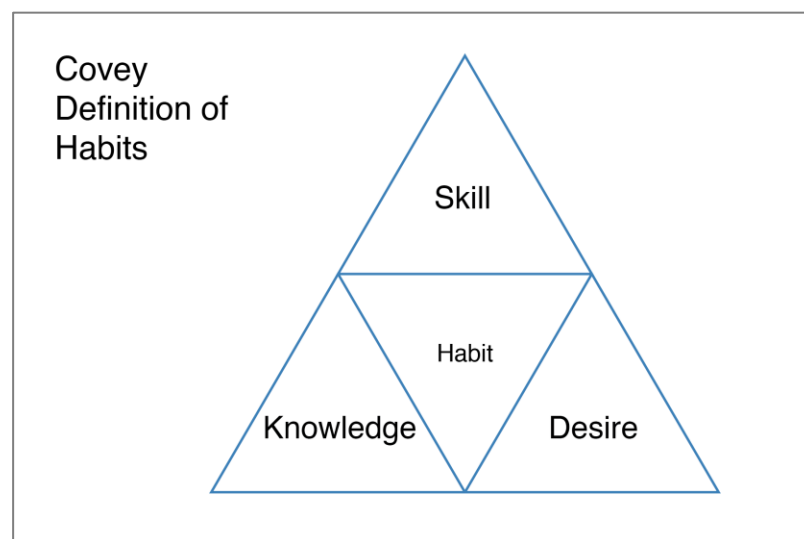 Covey
Definition of
Habits
Skill
Habit
Knowledge
Desire